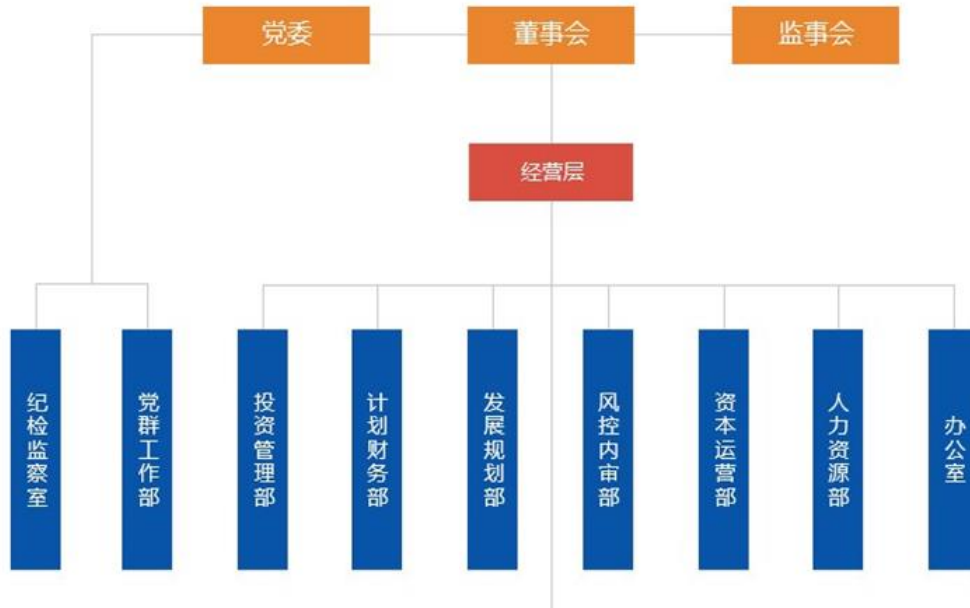 党委
董事会
监事会
经营层
纪检监察室
党群工作部
投资管理部
计划财务部
发展规划部
风控内审部
资本运营部
人力资源部
办公室